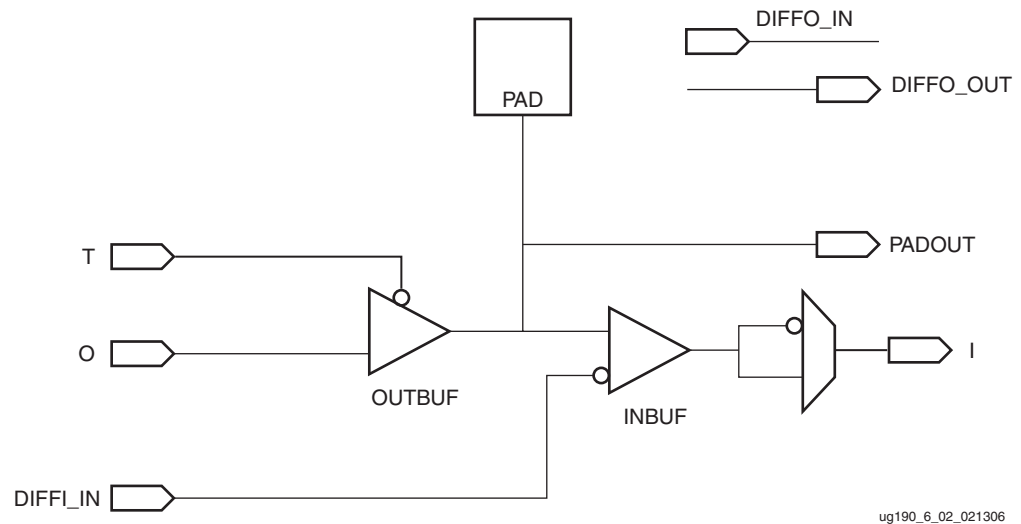 DIFFO_IN
DIFFO_OUT
PAD
T
PADOUT
O
I
OUTBUF
INBUF
DIFFI_IN
ug190_6_02_021306